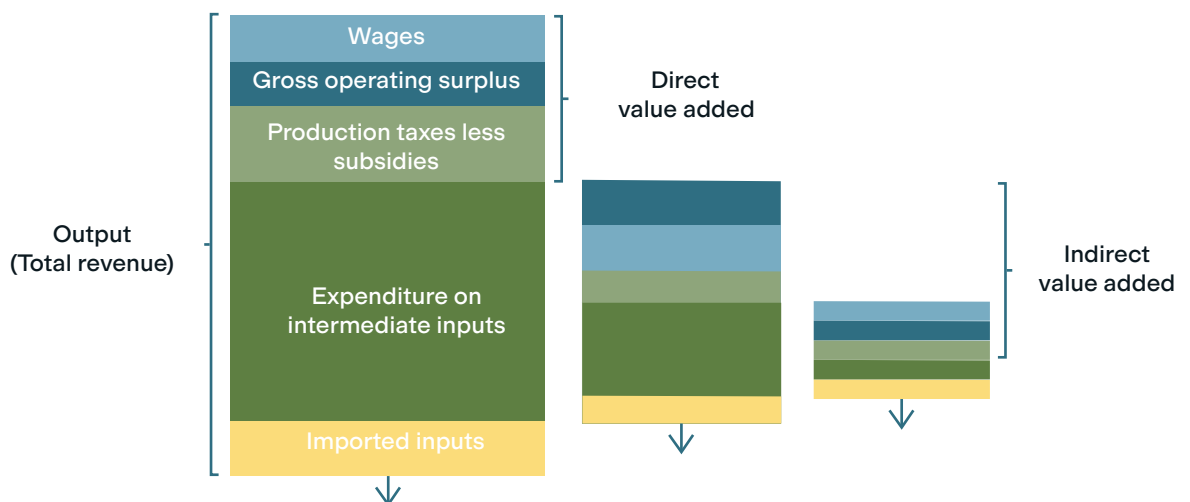 Wages
Gross operating surplus
Production taxes less
subsidies
Direct
value added
Output
(Total revenue)
Expenditure on
intermediate inputs
Indirect
value added
Imported inputs